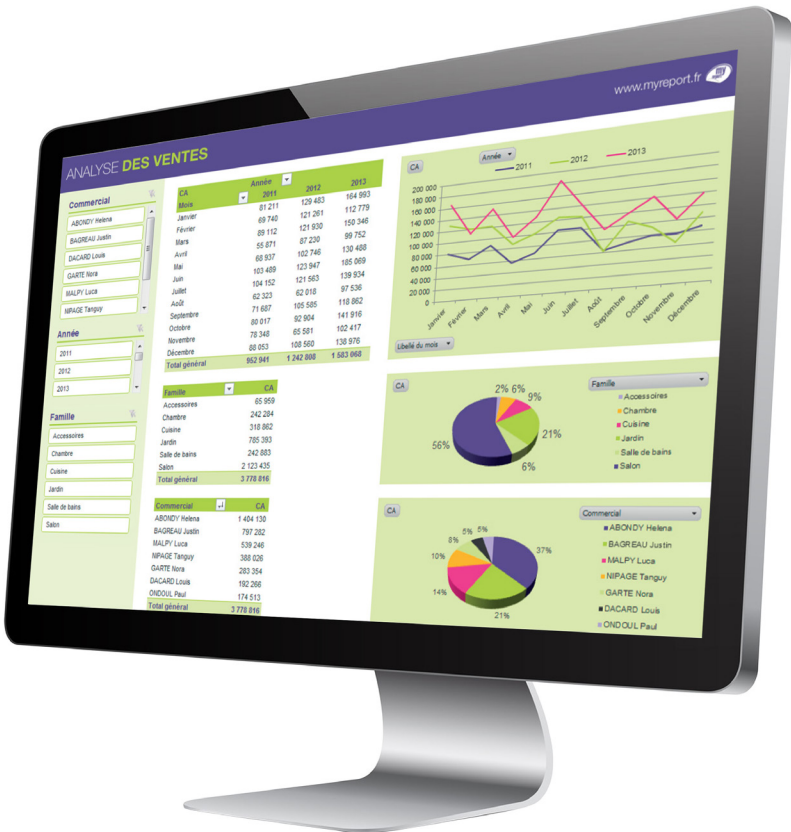 www.myreport.fr my report
ANALYSE DES VENTES
Commercial
ABONDY Helena
BAGREAU Justin
DACARD Louis
GARTE Nora
MALPY Luca
NIPAGE Tanguy
Année
2011
2012
2013
Famille
Accessoires
Chambre
Cuisine
Jardin
Salle de bains
Salon
CA Année
Mois 2011 2012 2013
Janvier 81 211 129 483 164 993
Février 69 740 121 261 112 779
Mars 89 112 121 930 150 346
Avril 55 871 87 230 99 752
Mai 68 937 102 746 130 488
Juin 103 489 123 947 185 069
Juillet 104 152 121 563 139 934
Août 62 323 62 018 97 536
Septembre 71 687 105 585 118 862
Octobre 80 017 92 904 141 916
Novembre 78 348 65 581 102 417
Décembre 88 053 108 560 138 976
Total général 952 941 1 242 808 1 583 068
Famille CA
Accessoires 65 959
Chambre 242 284
Cuisine 318 862
Jardin 785 393
Salle de bains 242 883
Salon 2 123 435
Total général 3 778 816
Commercial CA
ABONDY Helena 1 404 130
BAGREAU Justin 797 282
MALPY Luca 539 246
NIPAGE Tanguy 388 026
GARTE Nora 283 354
DACARD Louis 192 266
ONDOUL Paul 174 513
Total général 3 778 816
CA Année 2011 2012 2013
200 000
180 000
160 000
140 000
120 000
100 000
80 000
60 000
40 000
20 000
0
Janvier Février Mars Avril Mai Juin Juillet Août Septembre Octobre Novembre Décembre
Libellé du mois
CA
2% 6% 9%
21%
56%
6%
Famille
Accessoires
Chambre
Cuisine
Jardin
Salle de bains
Salon
CA
8% 5% 5%
37%
10%
14%
21%
Commercial
ABONDY Helena
BAGREAU Justin
MALPY Luca
NIPAGE Tanguy
GARTE Nora
DACARD Louis
ONDOUL Paul